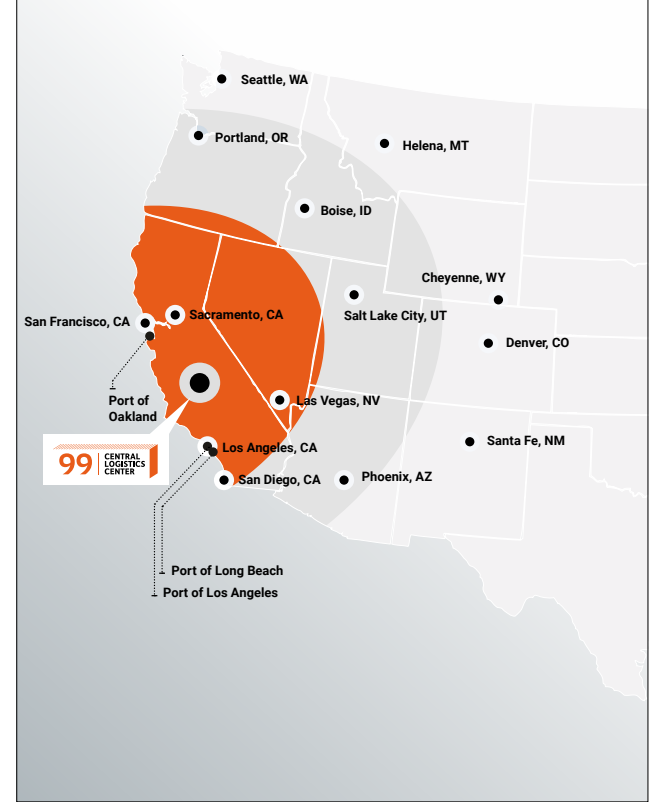 Seattle, WA
Portland, OR
Helena, MT
Boise, ID
Cheyenne, WY
Sacramento, CA
San Francisco, CA
Salt Lake City, UT
Denver, CO
Port of
Oakland
Las Vegas, NV
99 CENTRAL
LOGISTICS
CENTER
Los Angeles, CA
Santa Fe, NM
San Diego, CA
Phoenix, AZ
Port of Long Beach
Port of Los Angeles